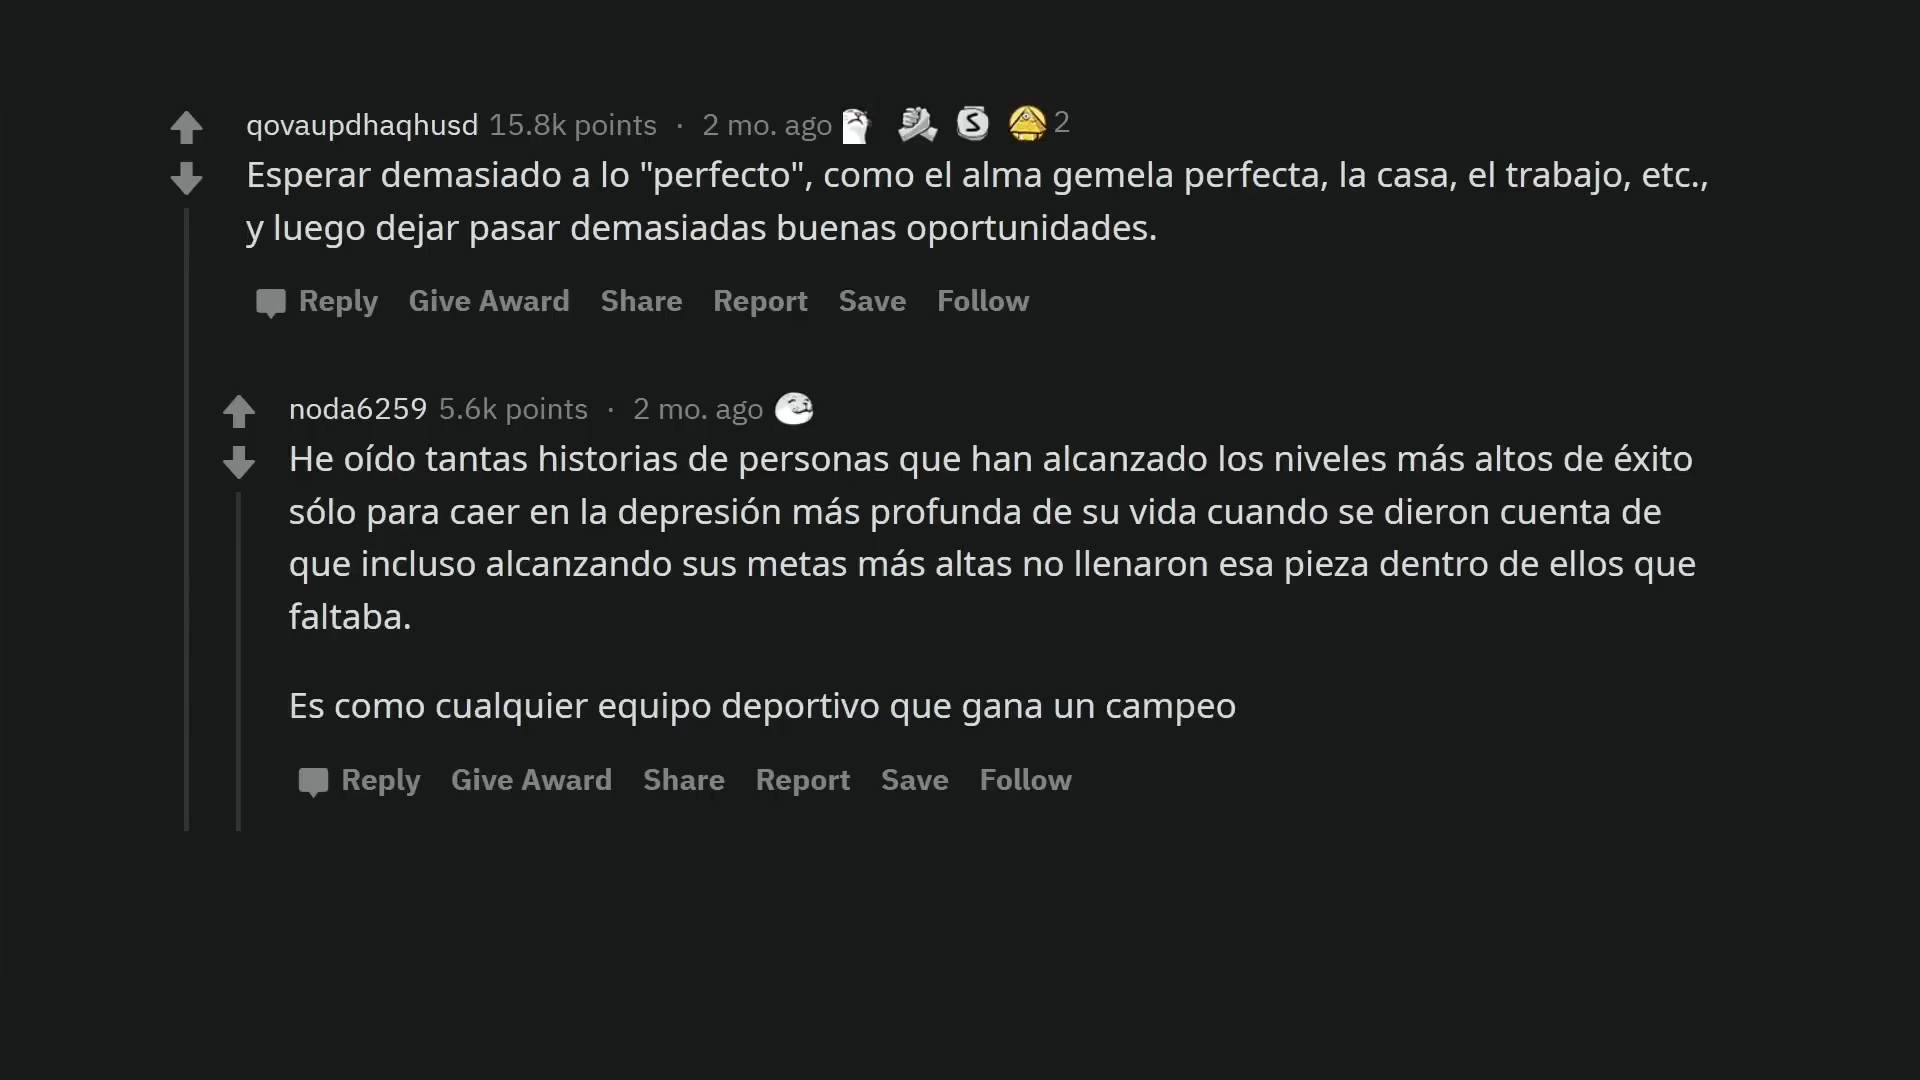 qovaupdhaqhusd 15.8k points · 2 mo. ago 2
Esperar demasiado a lo "perfecto", como el alma gemela perfecta, la casa, el trabajo, etc.,
y luego dejar pasar demasiadas buenas oportunidades.
Reply Give Award Share Report Save Follow
noda6259 5.6k points · 2 mo. ago
He oído tantas historias de personas que han alcanzado los niveles más altos de éxito
sólo para caer en la depresión más profunda de su vida cuando se dieron cuenta de
que incluso alcanzando sus metas más altas no llenaron esa pieza dentro de ellos que
faltaba.
Es como cualquier equipo deportivo que gana un campeo
Reply Give Award Share Report Save Follow